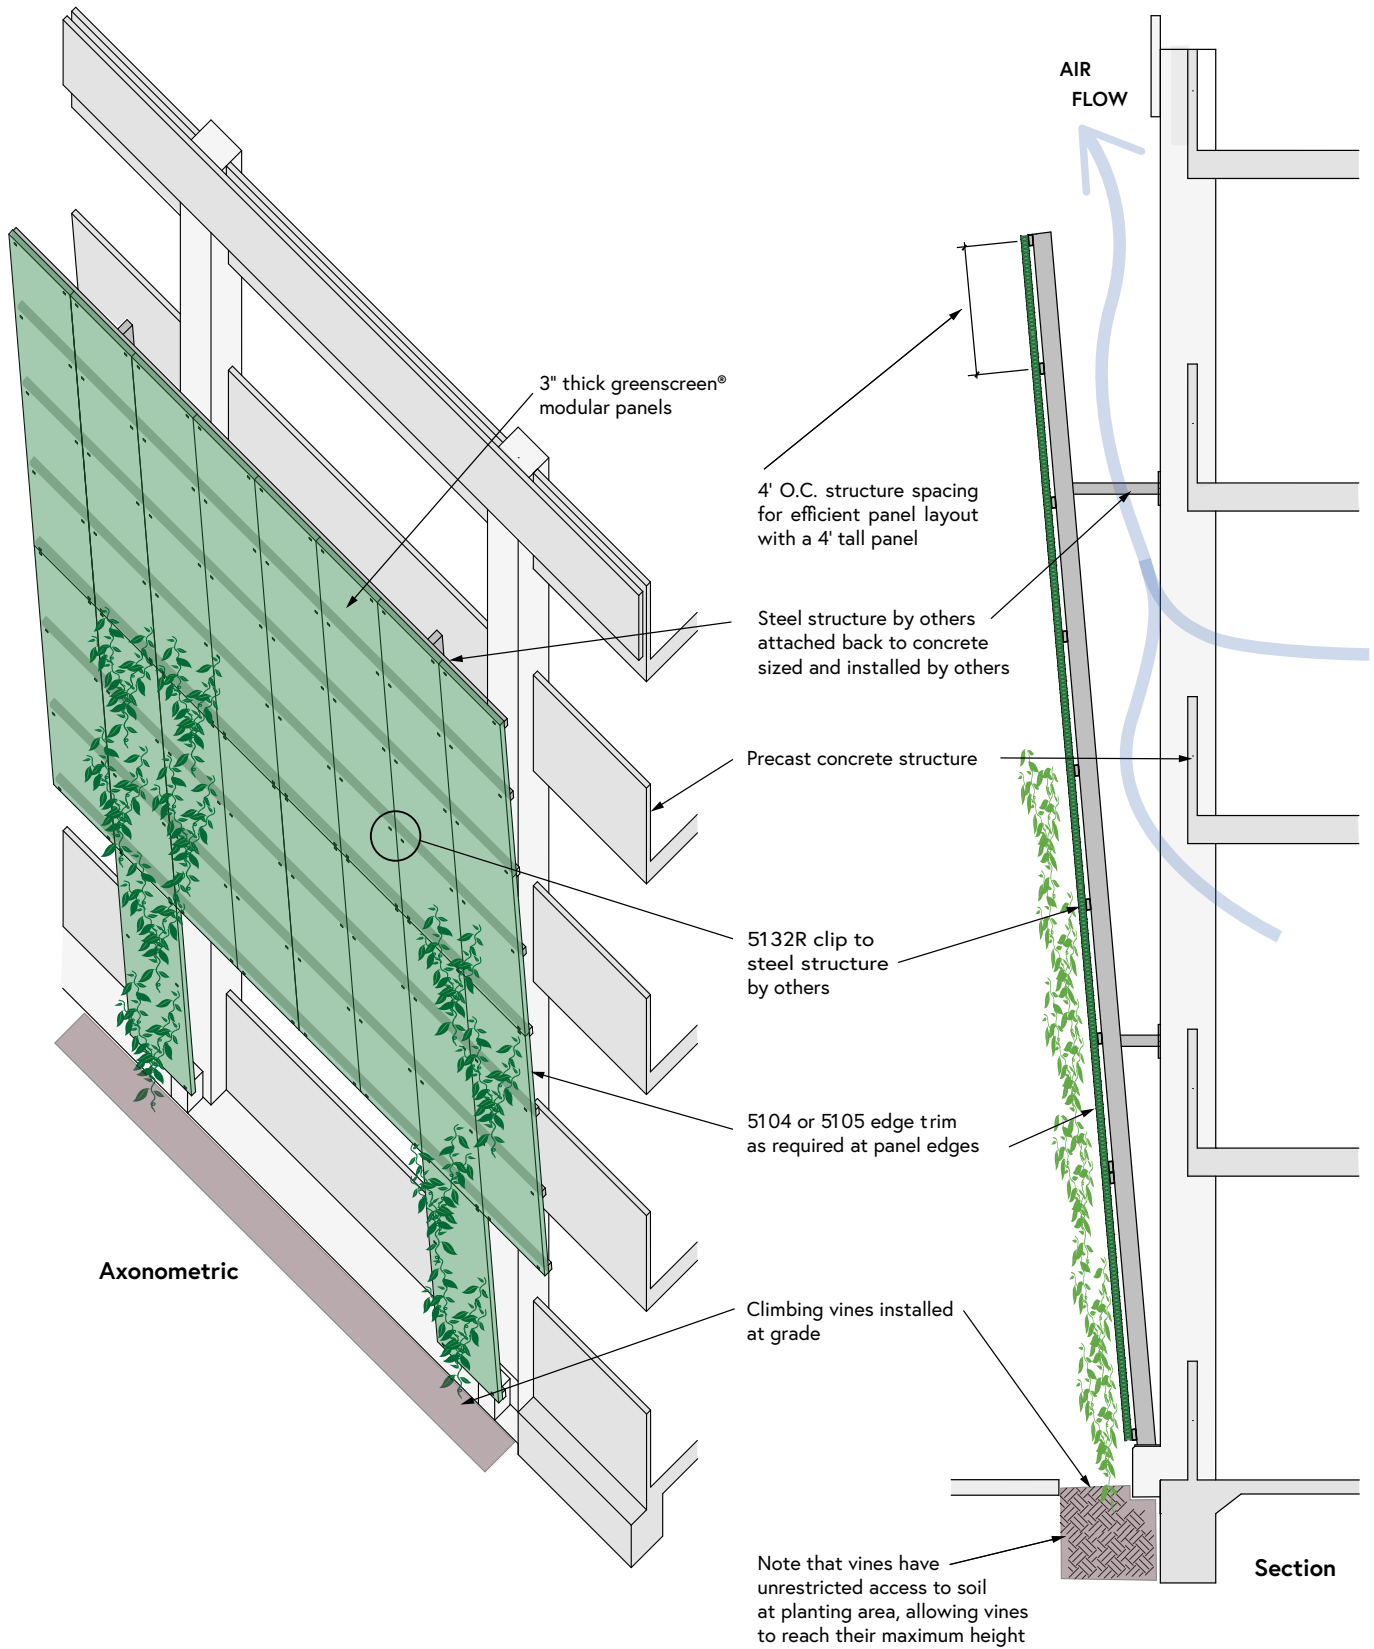 AIR
FLOW
3" thick greenscreen®
modular panels
4' O.C. structure spacing
for efficient panel layout
with a 4' tall panel
Steel structure by others
attached back to concrete
sized and installed by others
Precast concrete structure
5132R clip to
steel structure
by others
5104 or 5105 edge trim
as required at panel edges
Axonometric
Climbing vines installed
at grade
Note that vines have
unrestricted access to soil
at planting area, allowing vines
to reach their maximum height
Section